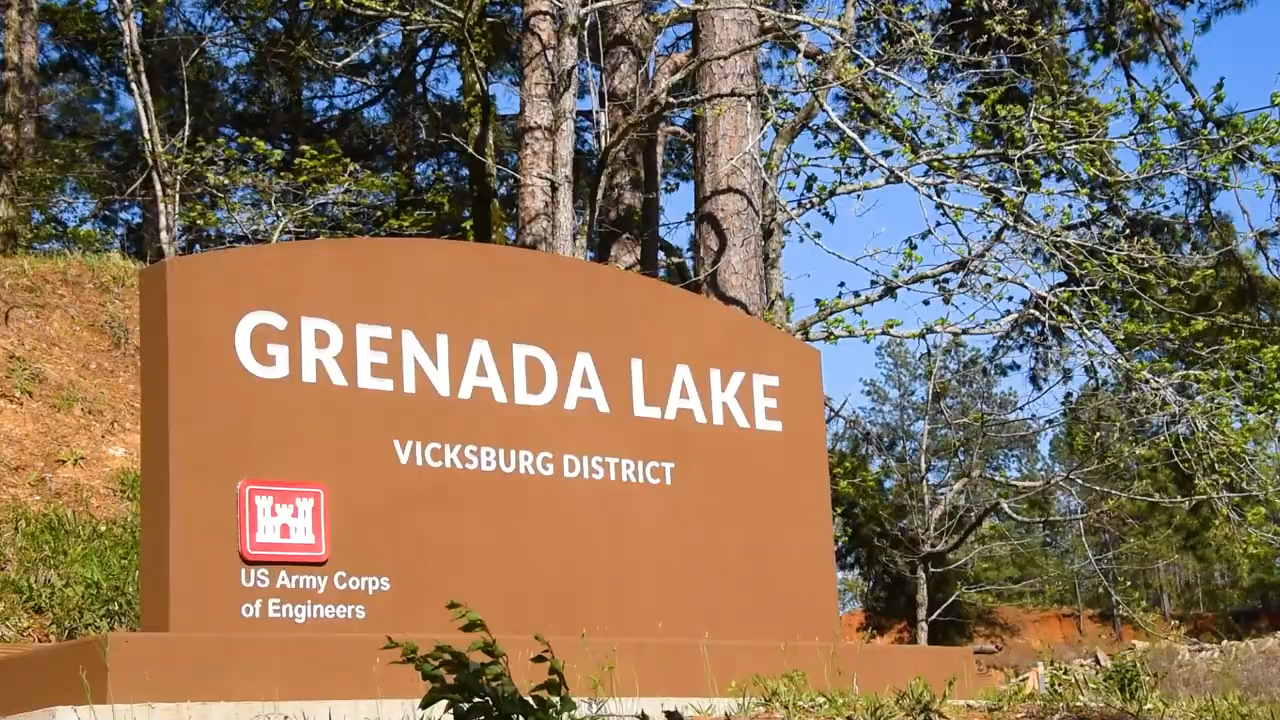 GRENADA LAKE
VICKSBURG DISTRICT
US Army Corps
of Engineers